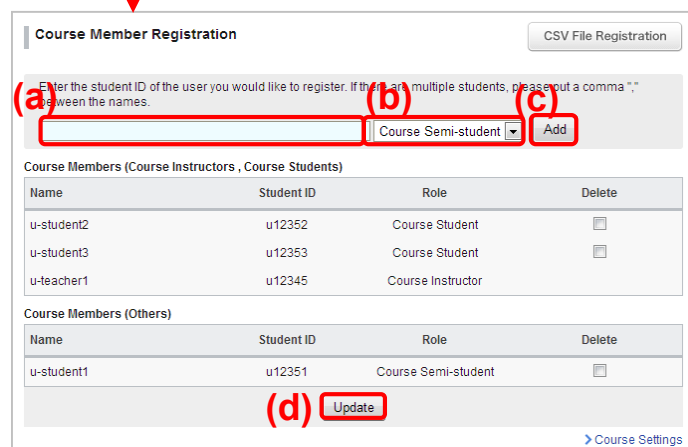 Course Member Registration
CSV File Registration
Enter the student ID of the user you would like to register. If there are multiple students, please put a comma ","
between the names.
(a) (b) (c)
Course Semi-student Add
Course Members (Course Instructors , Course Students)
Name Student ID Role Delete
u-student2 u12352 Course Student
u-student3 u12353 Course Student
u-teacher1 u12345 Course Instructor
Course Members (Others)
Name Student ID Role Delete
u-student1 u12351 Course Semi-student
(d) Update
Course Settings